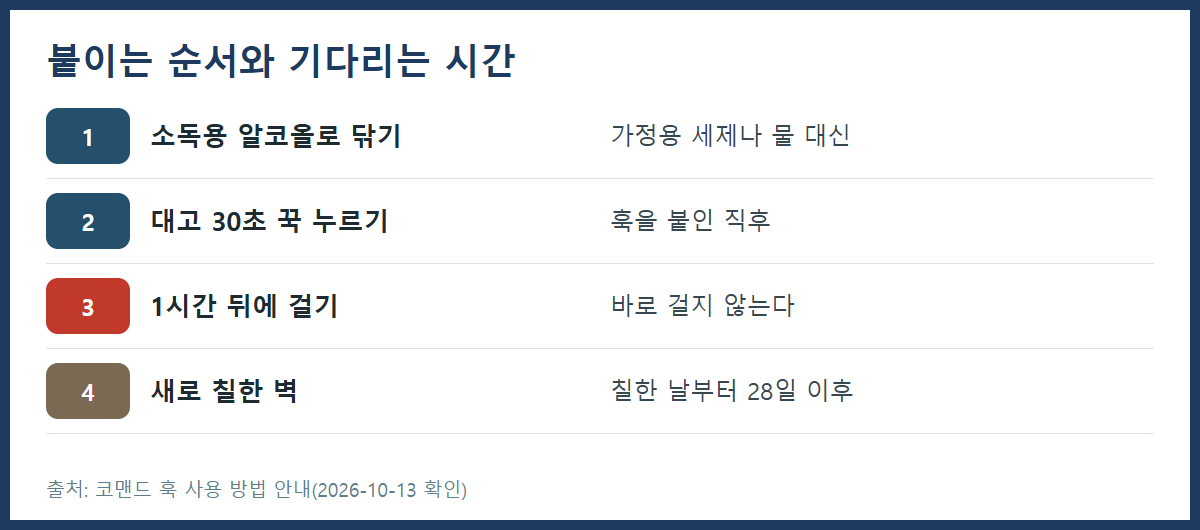 붙이는 순서와 기다리는 시간
1 소독용 알코올로 닦기 가정용 세제나 물 대신
2 대고 30초 꾹 누르기 훅을 붙인 직후
3 1시간 뒤에 걸기 바로 걸지 않는다
4 새로 칠한 벽 칠한 날부터 28일 이후
출처: 코맨드 훅 사용 방법 안내(2026-10-13 확인)